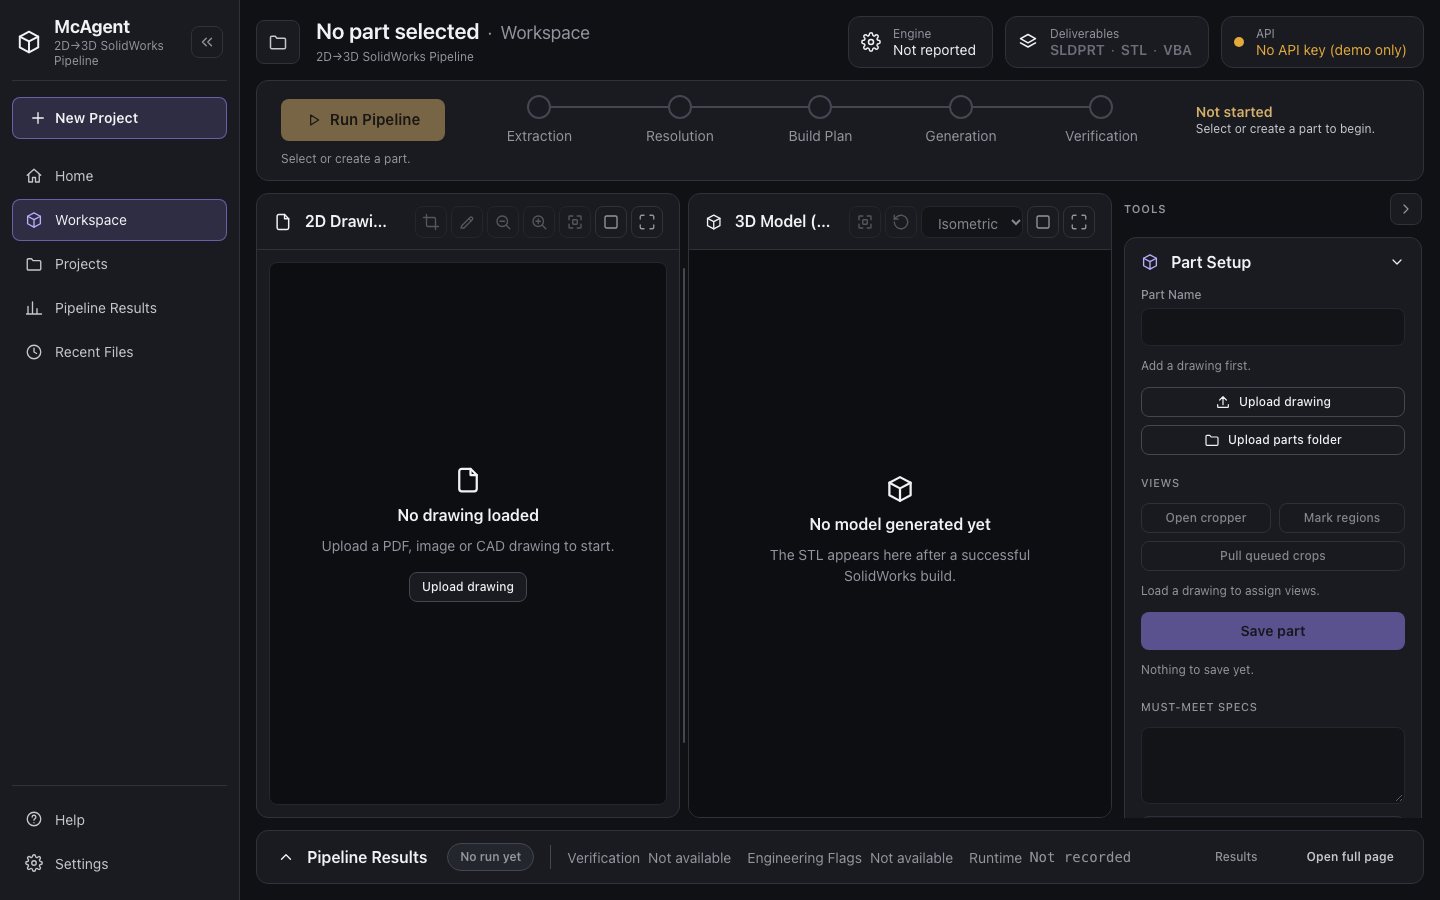 McAgent
2D→3D SolidWorks
Pipeline
New Project
Home
Workspace
Projects
Pipeline Results
Recent Files
Help
Settings
No part selected · Workspace
2D→3D SolidWorks Pipeline
Engine
Not reported
Deliverables
SLDPRT · STL · VBA
API
No API key (demo only)
Run Pipeline
Select or create a part.
Extraction
Resolution
Build Plan
Generation
Verification
Not started
Select or create a part to begin.
2D Drawi...
No drawing loaded
Upload a PDF, image or CAD drawing to start.
Upload drawing
3D Model (...
Isometric
No model generated yet
The STL appears here after a successful
SolidWorks build.
TOOLS
Part Setup
Part Name
Add a drawing first.
Upload drawing
Upload parts folder
VIEWS
Open cropper
Mark regions
Pull queued crops
Load a drawing to assign views.
Save part
Nothing to save yet.
MUST-MEET SPECS
Pipeline Results
No run yet
Verification Not available
Engineering Flags Not available
Runtime Not recorded
Results
Open full page